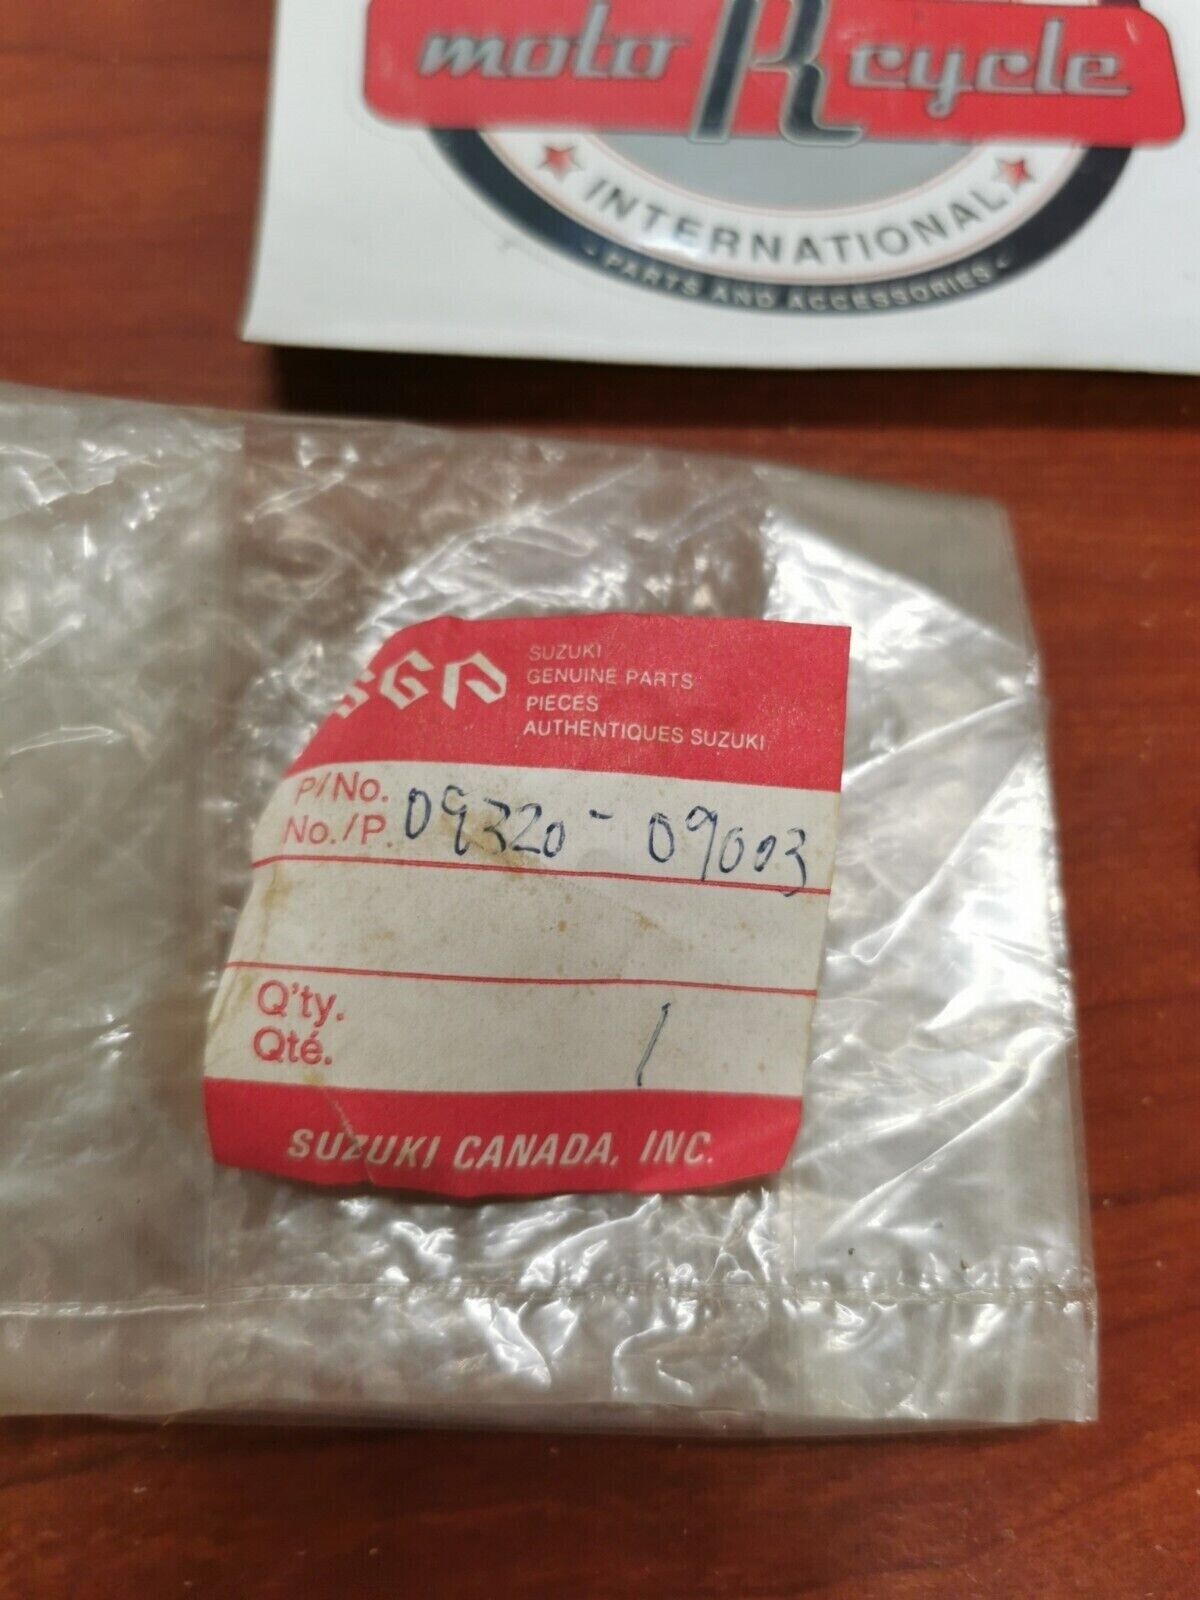 moto R cycle
INTERNATIONAL
- PARTS AND ACCESSORIES -
SGP
SUZUKI
GENUINE PARTS
PIECES
AUTHENTIQUES SUZUKI
P/No.
No./P. 09320-09003
Q'ty.
Qté. 1
SUZUKI CANADA, INC.